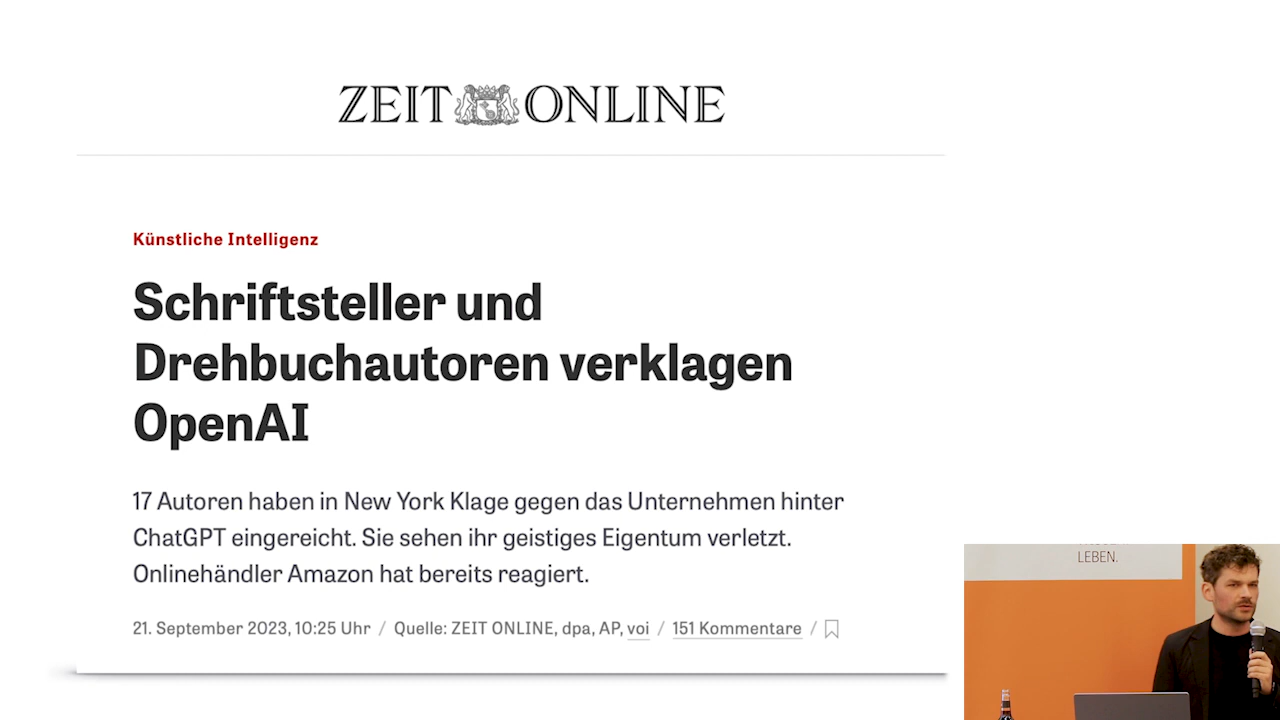 ZEIT ONLINE
Künstliche Intelligenz
Schriftsteller und
Drehbuchautoren verklagen
OpenAI
17 Autoren haben in New York Klage gegen das Unternehmen hinter
ChatGPT eingereicht. Sie sehen ihr geistiges Eigentum verletzt.
Onlinehändler Amazon hat bereits reagiert.
21. September 2023, 10:25 Uhr / Quelle: ZEIT ONLINE, dpa, AP, voi / 151 Kommentare /
LEBEN.